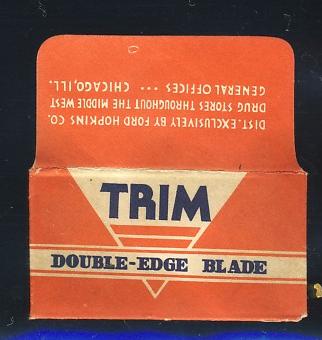 DIST. EXCLUSIVELY BY FORD HOPKINS CO.
DRUG STORES THROUGHOUT THE MIDDLE WEST
GENERAL OFFICES ... CHICAGO, ILL.
TRIM
DOUBLE-EDGE BLADE